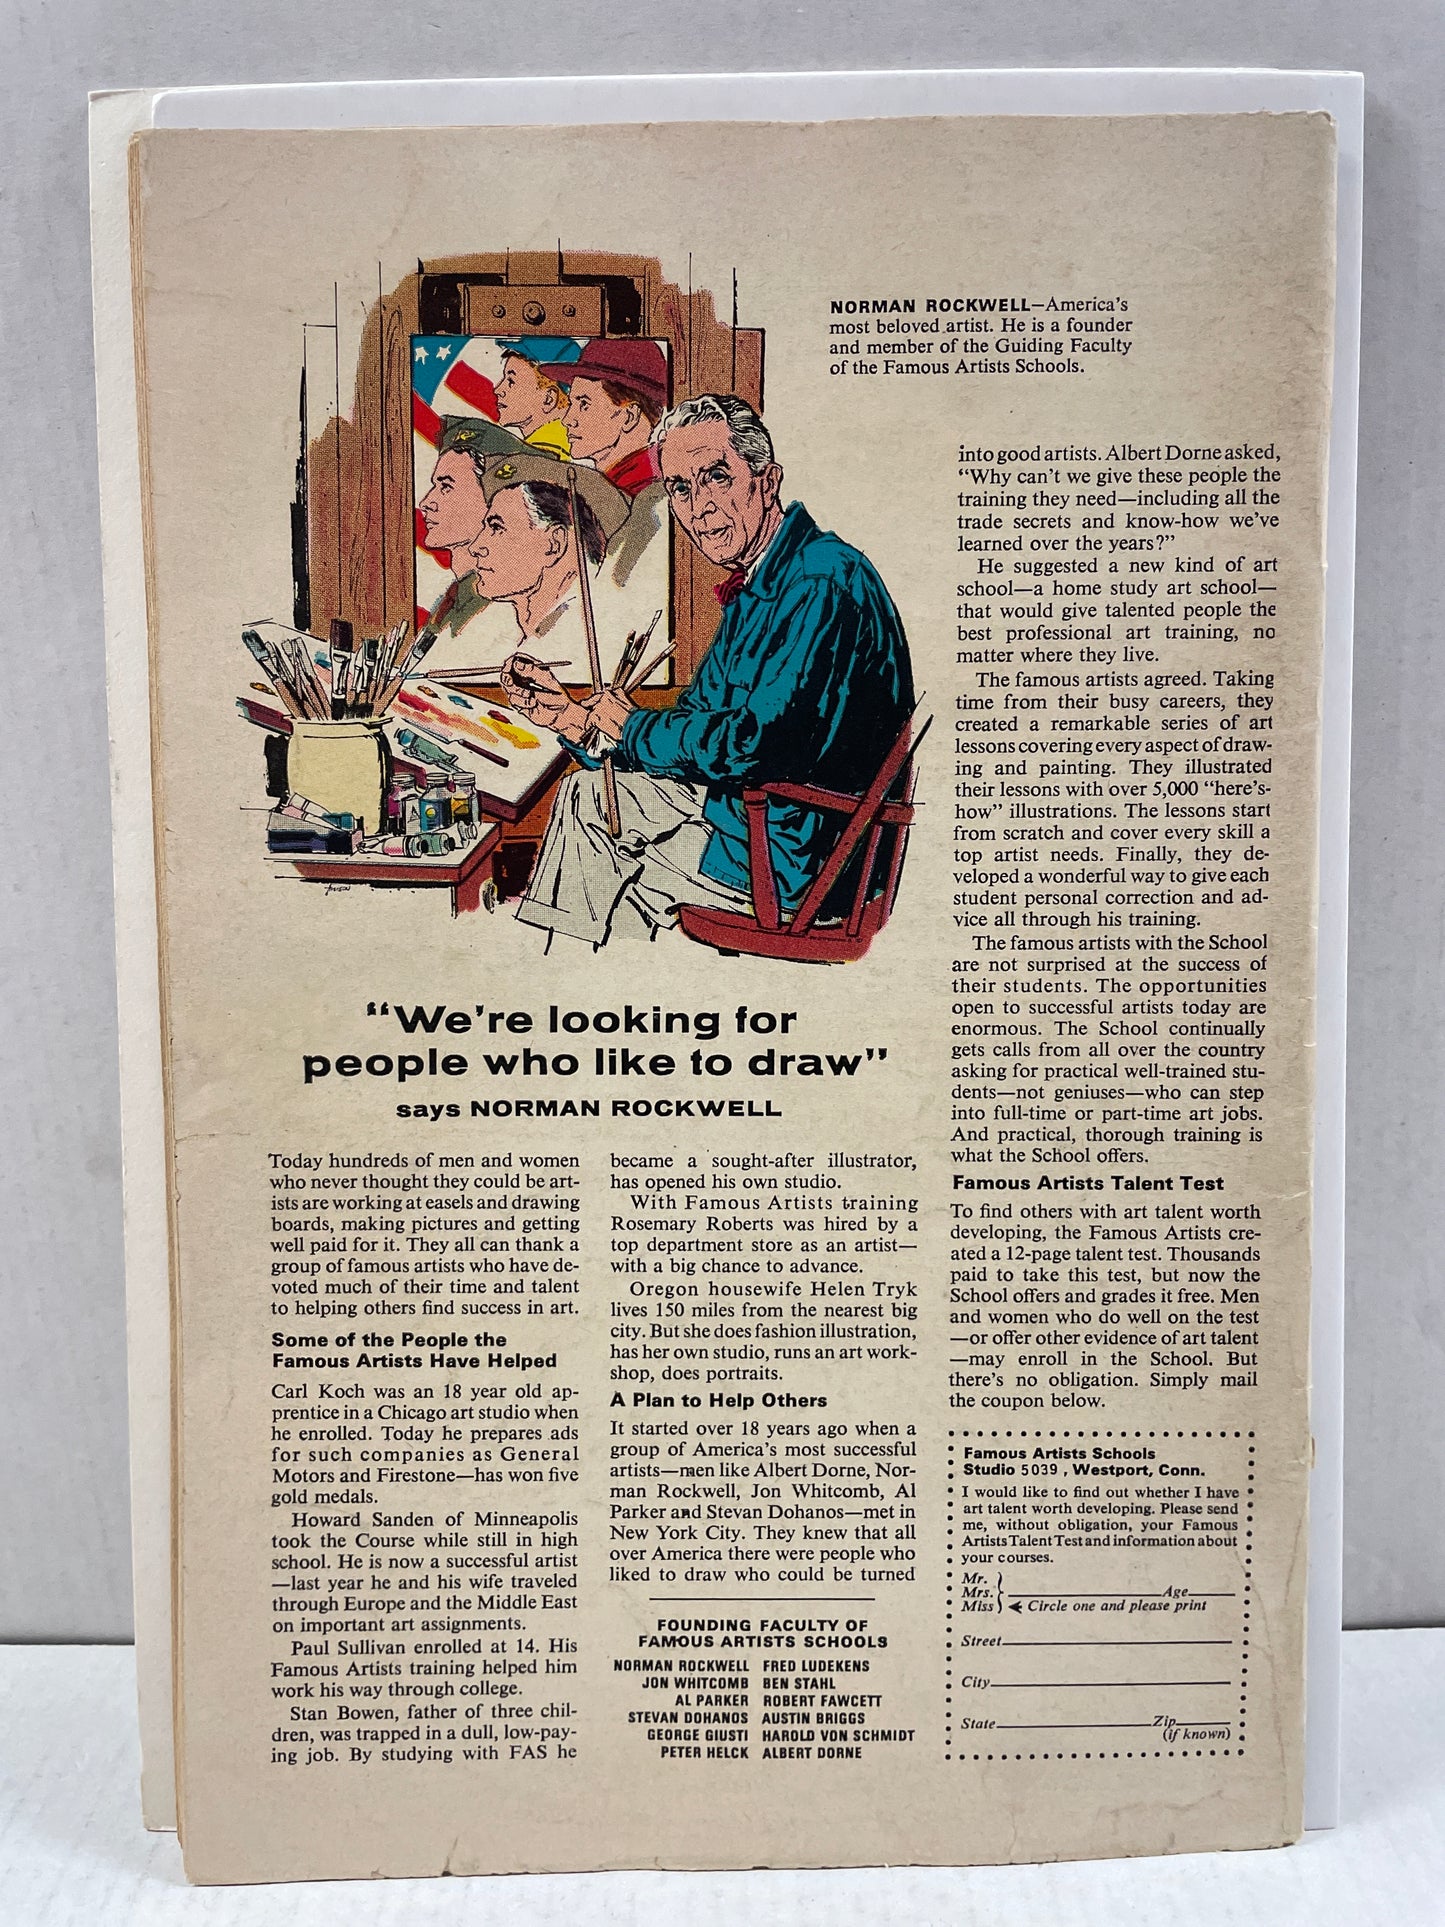 NORMAN ROCKWELL—America's
most beloved artist. He is a founder
and member of the Guiding Faculty
of the Famous Artists Schools.
"We're looking for
people who like to draw"
says NORMAN ROCKWELL
Today hundreds of men and women
who never thought they could be art-
ists are working at easels and drawing
boards, making pictures and getting
well paid for it. They all can thank a
group of famous artists who have de-
voted much of their time and talent
to helping others find success in art.
Some of the People the
Famous Artists Have Helped
Carl Koch was an 18 year old ap-
prentice in a Chicago art studio when
he enrolled. Today he prepares ads
for such companies as General
Motors and Firestone—has won five
gold medals.
Howard Sanden of Minneapolis
took the Course while still in high
school. He is now a successful artist
—last year he and his wife traveled
through Europe and the Middle East
on important art assignments.
Paul Sullivan enrolled at 14. His
Famous Artists training helped him
work his way through college.
Stan Bowen, father of three chil-
dren, was trapped in a dull, low-pay-
ing job. By studying with FAS he
became a sought-after illustrator,
has opened his own studio.
With Famous Artists training
Rosemary Roberts was hired by a
top department store as an artist—
with a big chance to advance.
Oregon housewife Helen Tryk
lives 150 miles from the nearest big
city. But she does fashion illustration,
has her own studio, runs an art work-
shop, does portraits.
A Plan to Help Others
It started over 18 years ago when a
group of America's most successful
artists—men like Albert Dorne, Nor-
man Rockwell, Jon Whitcomb, Al
Parker and Stevan Dohanos—met in
New York City. They knew that all
over America there were people who
liked to draw who could be turned
FOUNDING FACULTY OF
FAMOUS ARTISTS SCHOOLS
NORMAN ROCKWELL FRED LUDEKENS
JON WHITCOMB BEN STAHL
AL PARKER ROBERT FAWCETT
STEVAN DOHANOS AUSTIN BRIGGS
GEORGE GIUSTI HAROLD VON SCHMIDT
PETER HELCK ALBERT DORNE
into good artists. Albert Dorne asked,
"Why can't we give these people the
training they need—including all the
trade secrets and know-how we've
learned over the years?"
He suggested a new kind of art
school—a home study art school—
that would give talented people the
best professional art training, no
matter where they live.
The famous artists agreed. Taking
time from their busy careers, they
created a remarkable series of art
lessons covering every aspect of draw-
ing and painting. They illustrated
their lessons with over 5,000 "here's-
how" illustrations. The lessons start
from scratch and cover every skill a
top artist needs. Finally, they de-
veloped a wonderful way to give each
student personal correction and ad-
vice all through his training.
The famous artists with the School
are not surprised at the success of
their students. The opportunities
open to successful artists today are
enormous. The School continually
gets calls from all over the country
asking for practical well-trained stu-
dents—not geniuses—who can step
into full-time or part-time art jobs.
And practical, thorough training is
what the School offers.
Famous Artists Talent Test
To find others with art talent worth
developing, the Famous Artists cre-
ated a 12-page talent test. Thousands
paid to take this test, but now the
School offers and grades it free. Men
and women who do well on the test
—or offer other evidence of art talent
—may enroll in the School. But
there's no obligation. Simply mail
the coupon below.
Famous Artists Schools
Studio 5039, Westport, Conn.
I would like to find out whether I have
art talent worth developing. Please send
me, without obligation, your Famous
Artists Talent Test and information about
your courses.
Mr.
Mrs. Age
Miss Circle one and please print
Street
City
State Zip
(if known)